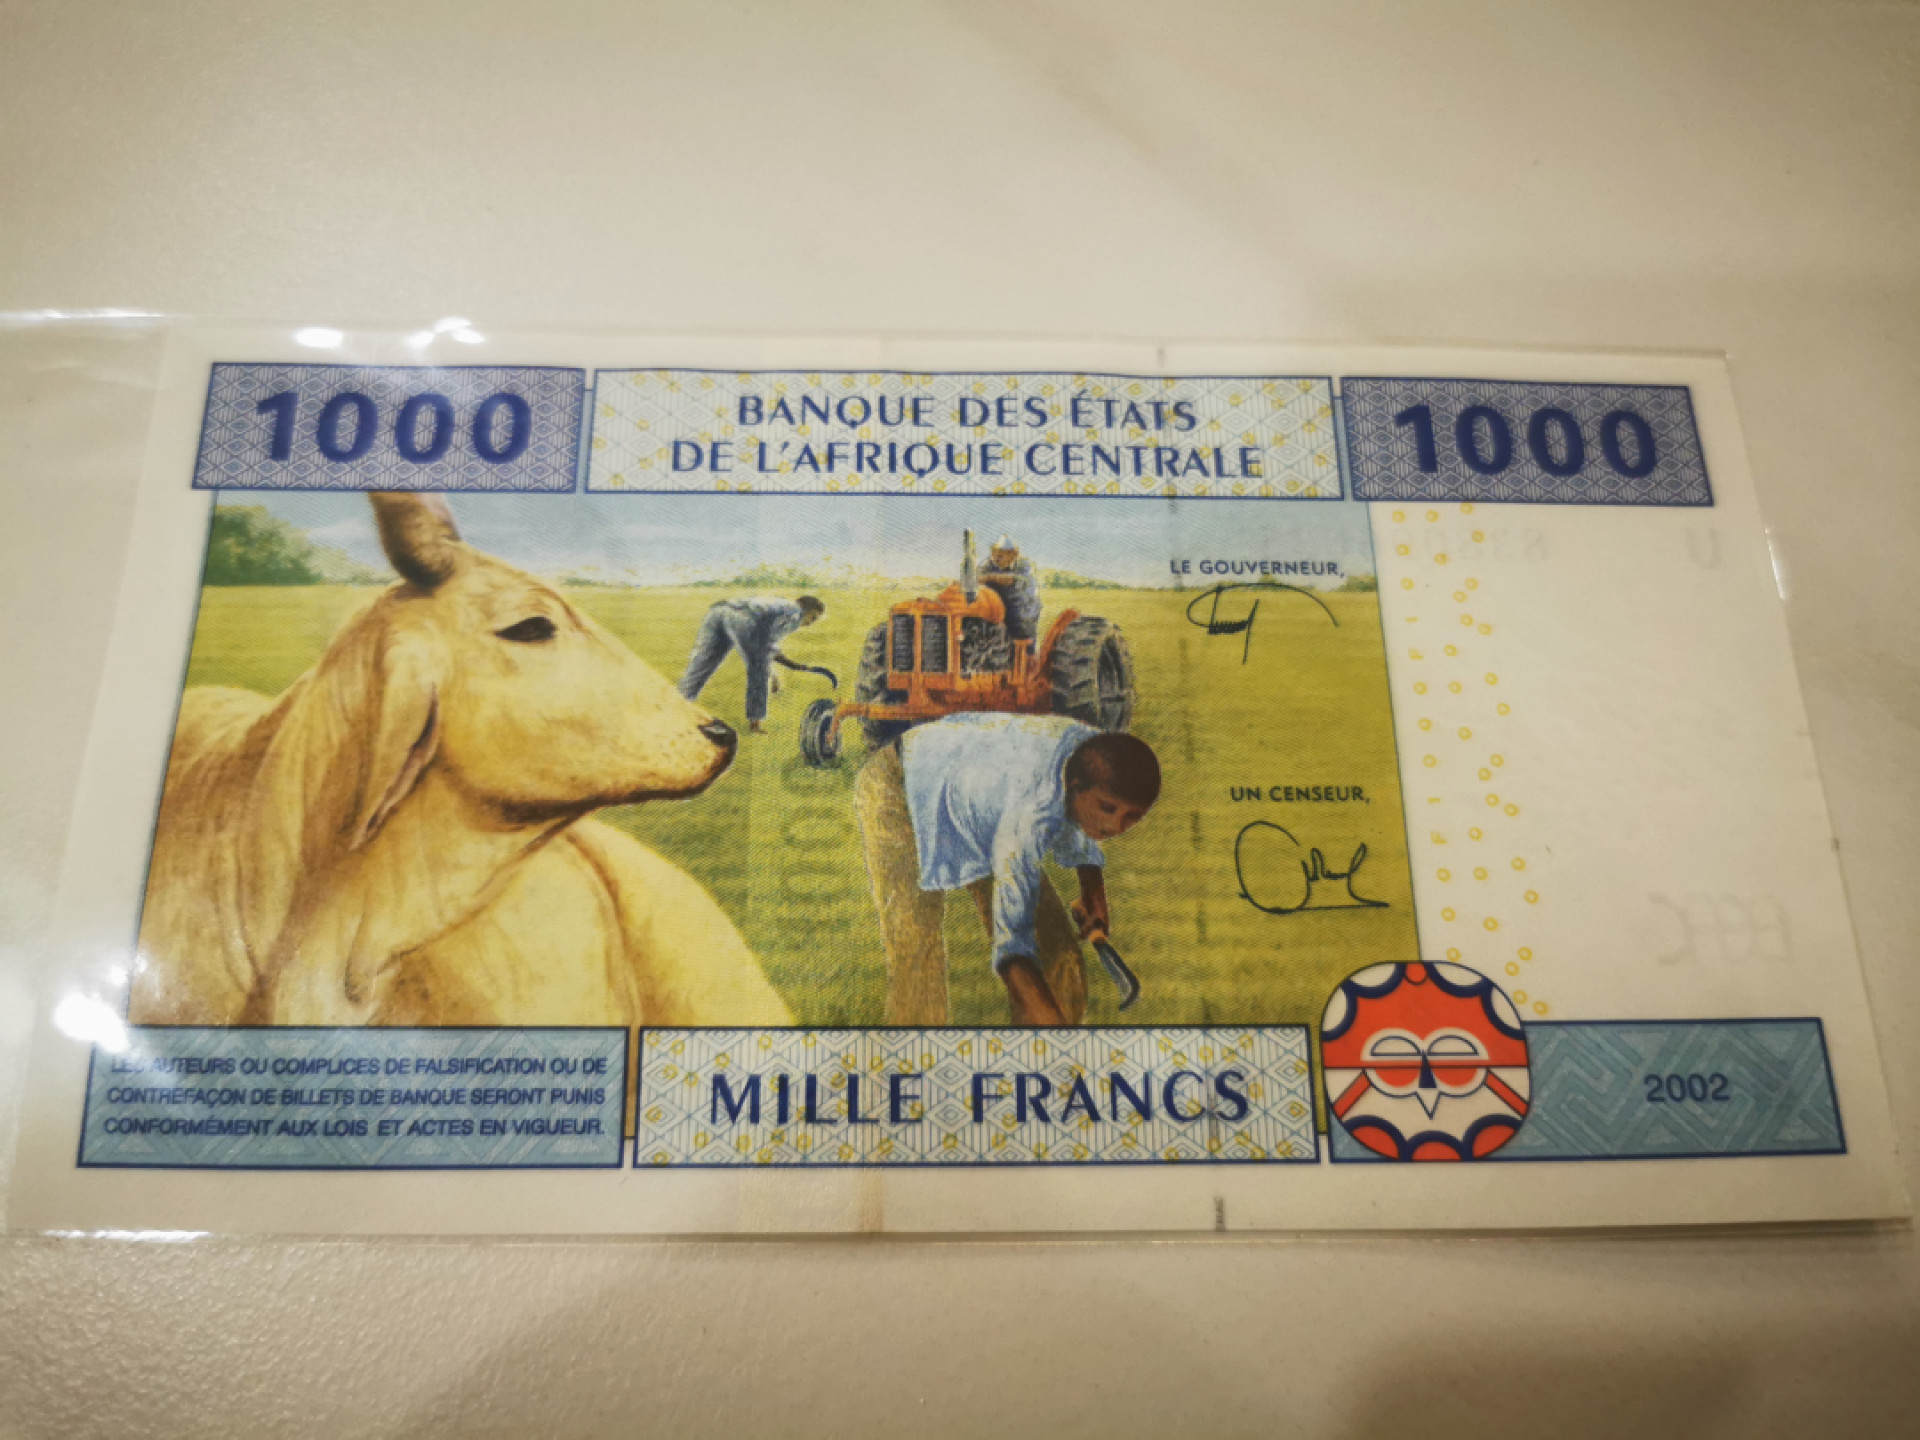 1000
BANQUE DES ÉTATS
DE L'AFRIQUE CENTRALE
1000
LE GOUVERNEUR,
UN CENSEUR,
LES AUTEURS OU COMPLICES DE FALSIFICATION OU DE
CONTREFAÇON DE BILLETS DE BANQUE SERONT PUNIS
CONFORMÉMENT AUX LOIS ET ACTES EN VIGUEUR.
MILLE FRANCS
2002